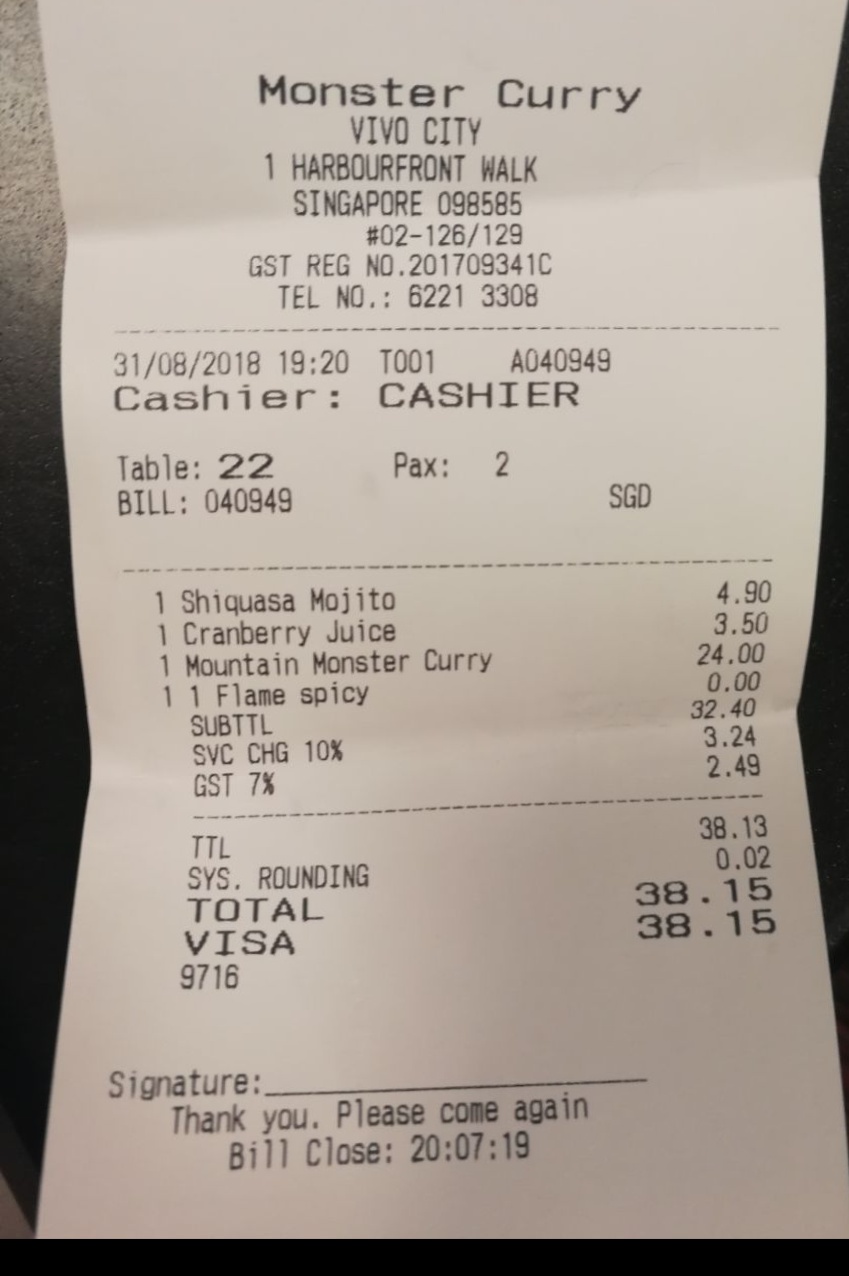 Monster Curry
VIVO CITY
1 HARBOURFRONT WALK
SINGAPORE 098585
#02-126/129
GST REG NO.201709341C
TEL NO.: 6221 3308
31/08/2018 19:20 T001 A040949
Cashier: CASHIER
Table: 22 Pax: 2
BILL: 040949 SGD
1 Shiquasa Mojito 4.90
1 Cranberry Juice 3.50
1 Mountain Monster Curry 24.00
1 1 Flame spicy 0.00
SUBTTL 32.40
SVC CHG 10% 3.24
GST 7% 2.49
TTL 38.13
SYS. ROUNDING 0.02
TOTAL 38.15
VISA 38.15
9716
Signature:
Thank you. Please come again
Bill Close: 20:07:19